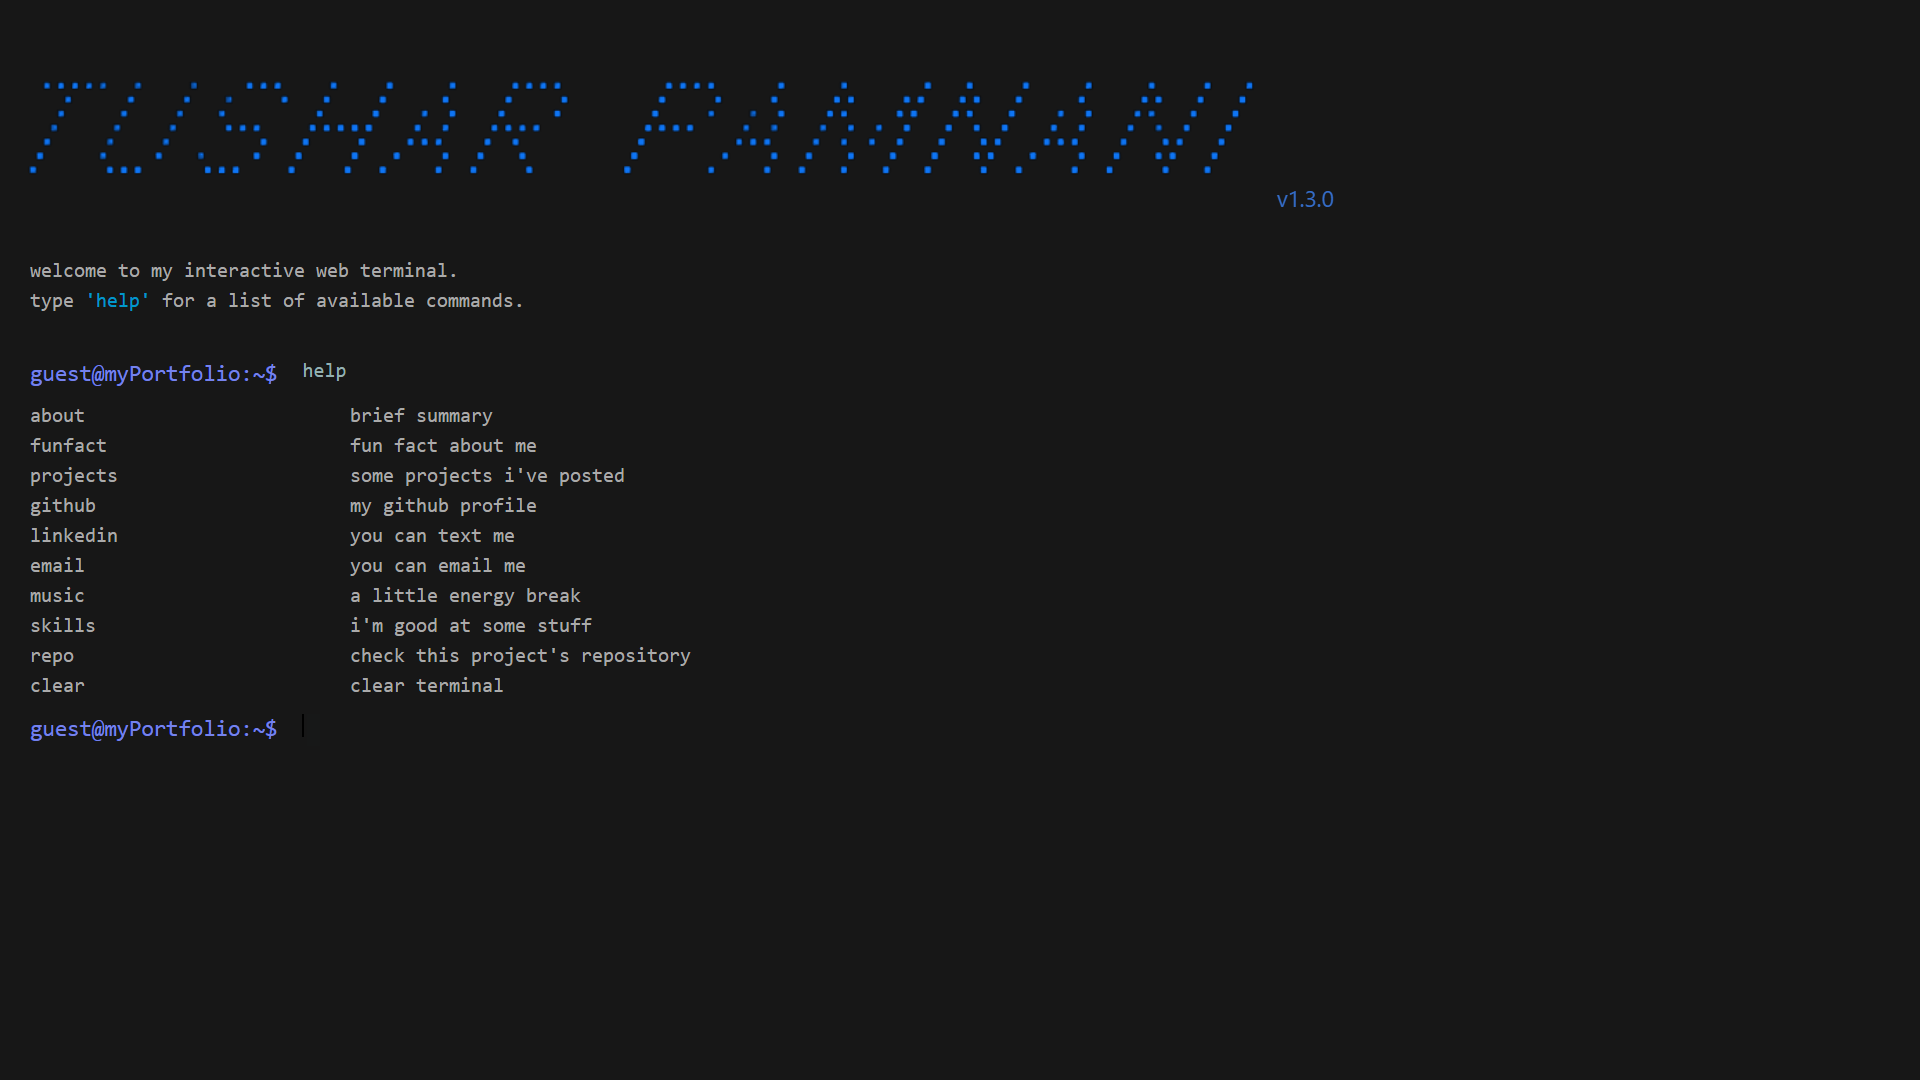 TUSHAR PAMNANI
v1.3.0
welcome to my interactive web terminal.
type 'help' for a list of available commands.
guest@myPortfolio:~$ help
about brief summary
funfact fun fact about me
projects some projects i've posted
github my github profile
linkedin you can text me
email you can email me
music a little energy break
skills i'm good at some stuff
repo check this project's repository
clear clear terminal
guest@myPortfolio:~$